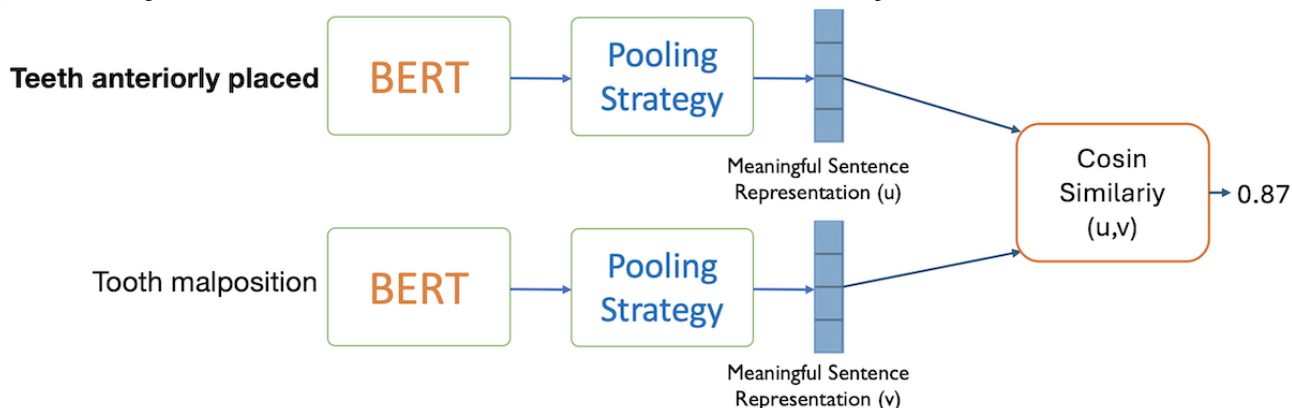 Teeth anteriorly placed
BERT
Pooling
Strategy
Meaningful Sentence
Representation (u)
Cosin
Similariy
(u,v)
0.87
Tooth malposition
BERT
Pooling
Strategy
Meaningful Sentence
Representation (v)